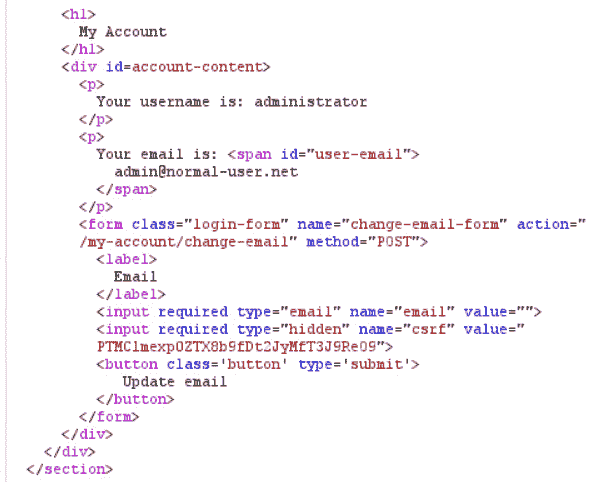 <h1>
My Account
</h1>
<div id=account-content>
<p>
Your username is: administrator
</p>
<p>
Your email is: <span id="user-email">
admin@normal-user.net
</span>
</p>
<form class="login-form" name="change-email-form" action="
/my-account/change-email" method="POST">
<label>
Email
</label>
<input required type="email" name="email" value="">
<input required type="hidden" name="csrf" value="
PTMClmexpOZTX8b9fDt2JyMfT3J9Re09">
<button class='button' type='submit'>
Update email
</button>
</form>
</div>
</div>
</section>